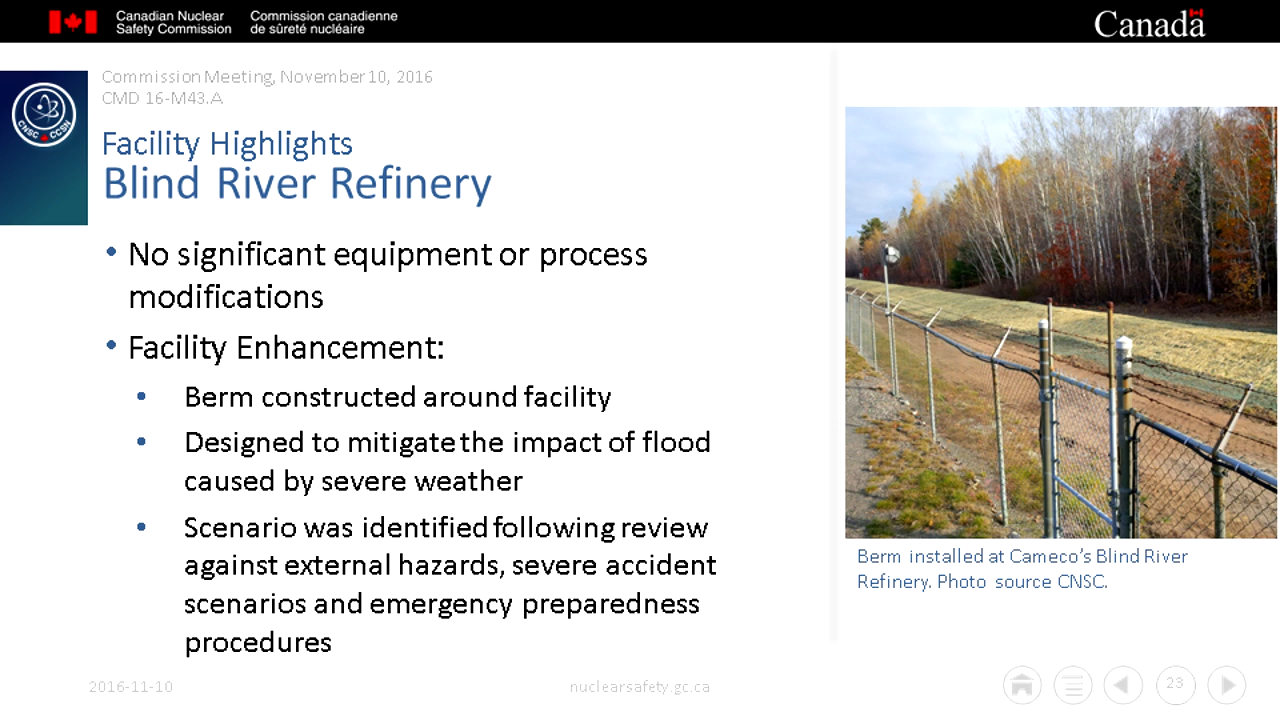 Canadian Nuclear
Safety Commission
Commission canadienne
de sûreté nucléaire
Canada
Commission Meeting, November 10, 2016
CMD 16-M43.A
CNSC CCSN
Facility Highlights
Blind River Refinery
• No significant equipment or process
modifications
• Facility Enhancement:
• Berm constructed around facility
• Designed to mitigate the impact of flood
caused by severe weather
• Scenario was identified following review
against external hazards, severe accident
scenarios and emergency preparedness
procedures
Berm installed at Cameco's Blind River
Refinery. Photo source CNSC.
2016-11-10
nuclearsafety.gc.ca
23